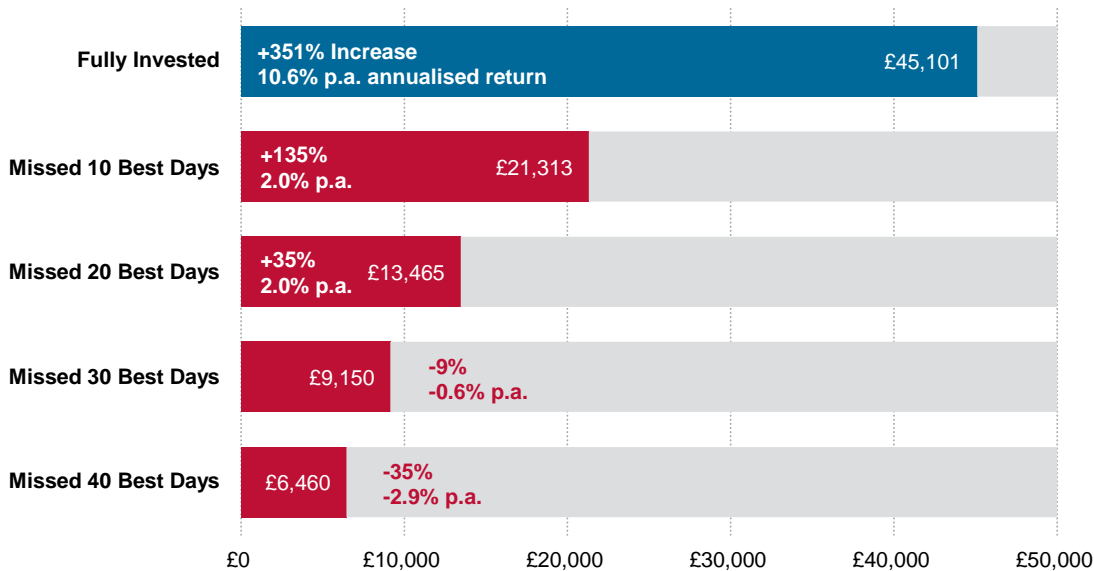 Fully Invested
+351% Increase
10.6% p.a. annualised return
£45,101
Missed 10 Best Days
+135%
2.0% p.a.
£21,313
Missed 20 Best Days
+35%
2.0% p.a.
£13,465
Missed 30 Best Days
£9,150
-9%
-0.6% p.a.
Missed 40 Best Days
£6,460
-35%
-2.9% p.a.
£0 £10,000 £20,000 £30,000 £40,000 £50,000